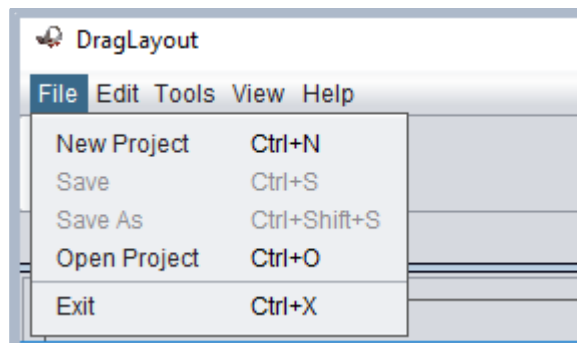 DragLayout
File Edit Tools View Help
New Project Ctrl+N
Save Ctrl+S
Save As Ctrl+Shift+S
Open Project Ctrl+O
Exit Ctrl+X